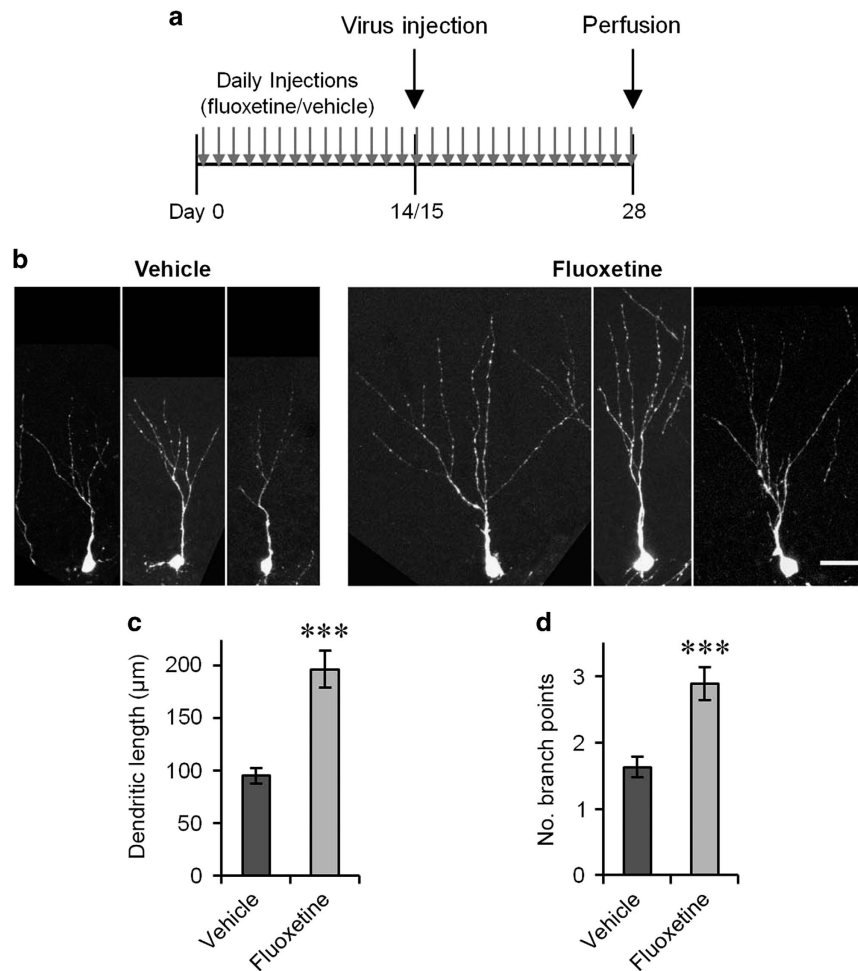 a
Virus injection
Perfusion
Daily Injections
(fluoxetine/vehicle)
Day 0
14/15
28
b
Vehicle
Fluoxetine
c
***
Dendritic length (µm)
200
150
100
50
0
Vehicle
Fluoxetine
d
***
No. branch points
3
2
1
0
Vehicle
Fluoxetine